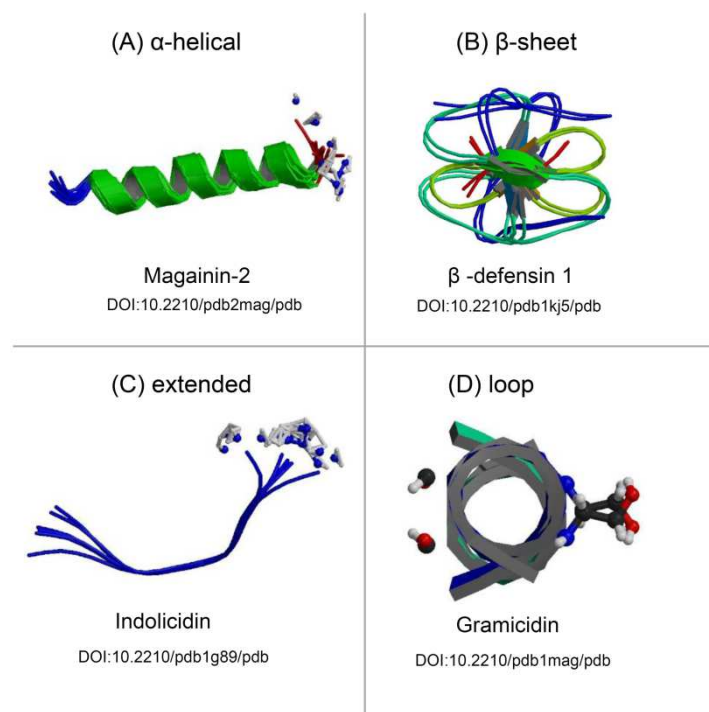 (A) α-helical
Magainin-2
DOI:10.2210/pdb2mag/pdb
(B) β-sheet
β -defensin 1
DOI:10.2210/pdb1kj5/pdb
(C) extended
Indolicidin
DOI:10.2210/pdb1g89/pdb
(D) loop
Gramicidin
DOI:10.2210/pdb1mag/pdb